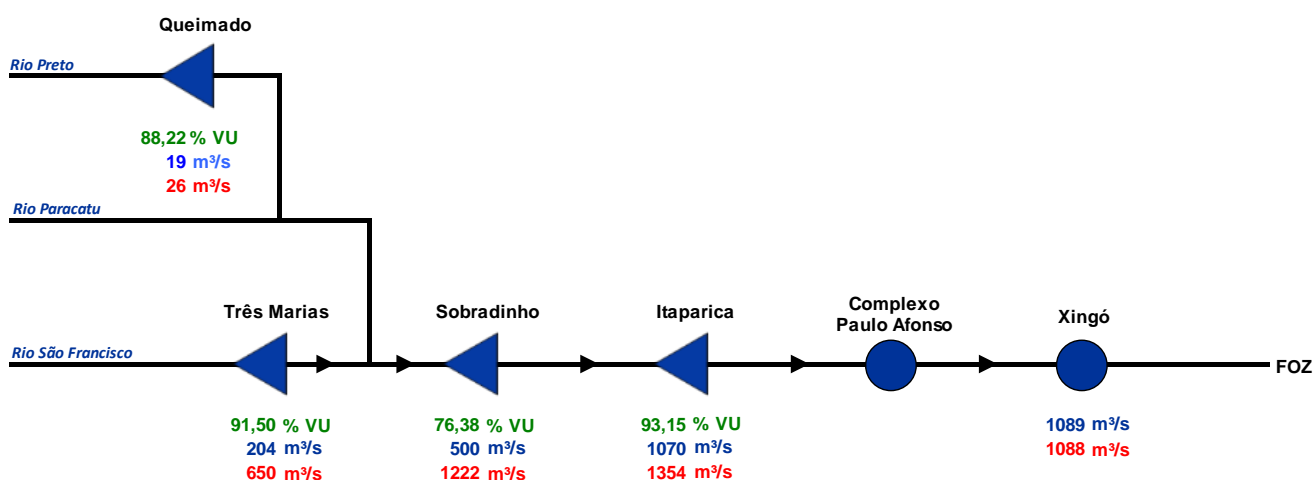 Queimado
Rio Preto
88,22 % VU
19 m³/s
26 m³/s
Rio Paracatu
Três Marias
Sobradinho
Itaparica
Complexo
Paulo Afonso
Xingó
Rio São Francisco
FOZ
91,50 % VU
204 m³/s
650 m³/s
76,38 % VU
500 m³/s
1222 m³/s
93,15 % VU
1070 m³/s
1354 m³/s
1089 m³/s
1088 m³/s